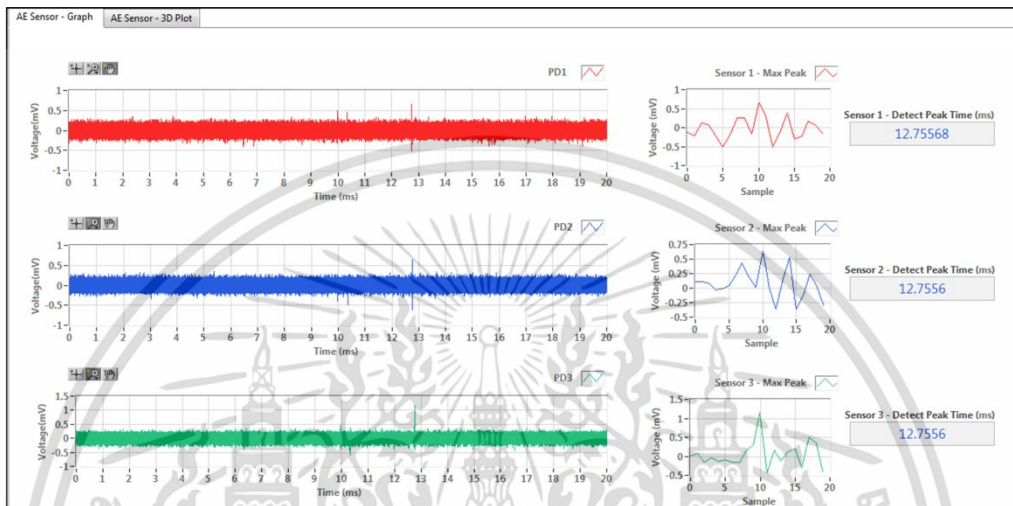 AE Sensor - Graph
AE Sensor - 3D Plot
PD1
Voltage(mV)
1
0.5
0
-0.5
-1
0 1 2 3 4 5 6 7 8 9 10 11 12 13 14 15 16 17 18 19 20
Time (ms)
Sensor 1 - Max Peak
Voltage (mV)
1
0.5
0
-0.5
-1
0 5 10 15 20
Sample
Sensor 1 - Detect Peak Time (ms)
12.75568
PD2
Voltage(mV)
1
0.5
0
-0.5
-1
0 1 2 3 4 5 6 7 8 9 10 11 12 13 14 15 16 17 18 19 20
Time (ms)
Sensor 2 - Max Peak
Voltage (mV)
0.75
0.5
0.25
0
-0.25
-0.5
0 5 10 15 20
Sample
Sensor 2 - Detect Peak Time (ms)
12.7556
PD3
Voltage(mV)
1.5
1
0.5
0
-0.5
-1
0 1 2 3 4 5 6 7 8 9 10 11 12 13 14 15 16 17 18 19 20
Time (ms)
Sensor 3 - Max Peak
Voltage (mV)
1.5
1
0.5
0
-0.5
0 5 10 15 20
Sample
Sensor 3 - Detect Peak Time (ms)
12.7556